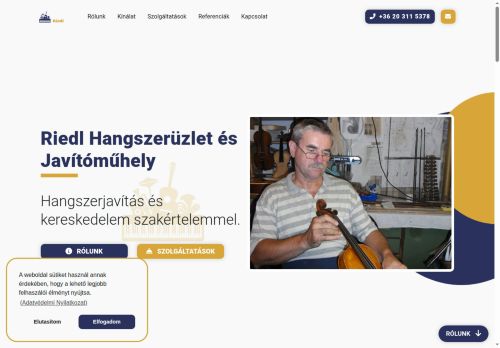 Riedl
Rólunk
Kínálat
Szolgáltatások
Referenciák
Kapcsolat
+36 20 311 5378
Riedl Hangszerüzlet és
Javítóműhely
Hangszerjavítás és
kereskedelem szakértelemmel.
RÓLUNK
SZOLGÁLTATÁSOK
A weboldal sütiket használ annak
érdekében, hogy a lehető legjobb
felhaszálói élményt nyújtsa.
(Adatvédelmi Nyilatkozat)
Elutasítom
Elfogadom
RÓLUNK